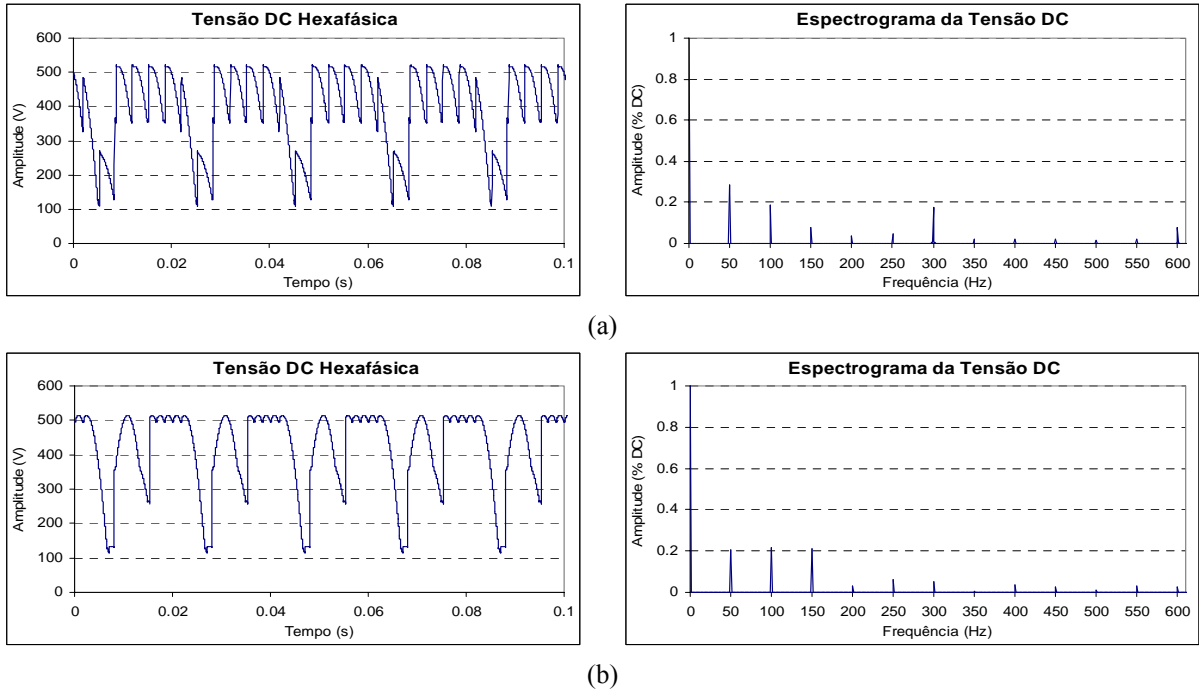 Tensão DC Hexafásica
Amplitude (V)
600
500
400
300
200
100
0
0 0.02 0.04 0.06 0.08 0.1
Tempo (s)
Espectrograma da Tensão DC
Amplitude (% DC)
1
0.8
0.6
0.4
0.2
0
0 50 100 150 200 250 300 350 400 450 500 550 600
Frequência (Hz)
(a)
Tensão DC Hexafásica
Amplitude (V)
600
500
400
300
200
100
0
0 0.02 0.04 0.06 0.08 0.1
Tempo (s)
Espectrograma da Tensão DC
Amplitude (% DC)
1
0.8
0.6
0.4
0.2
0
0 50 100 150 200 250 300 350 400 450 500 550 600
Frequência (Hz)
(b)